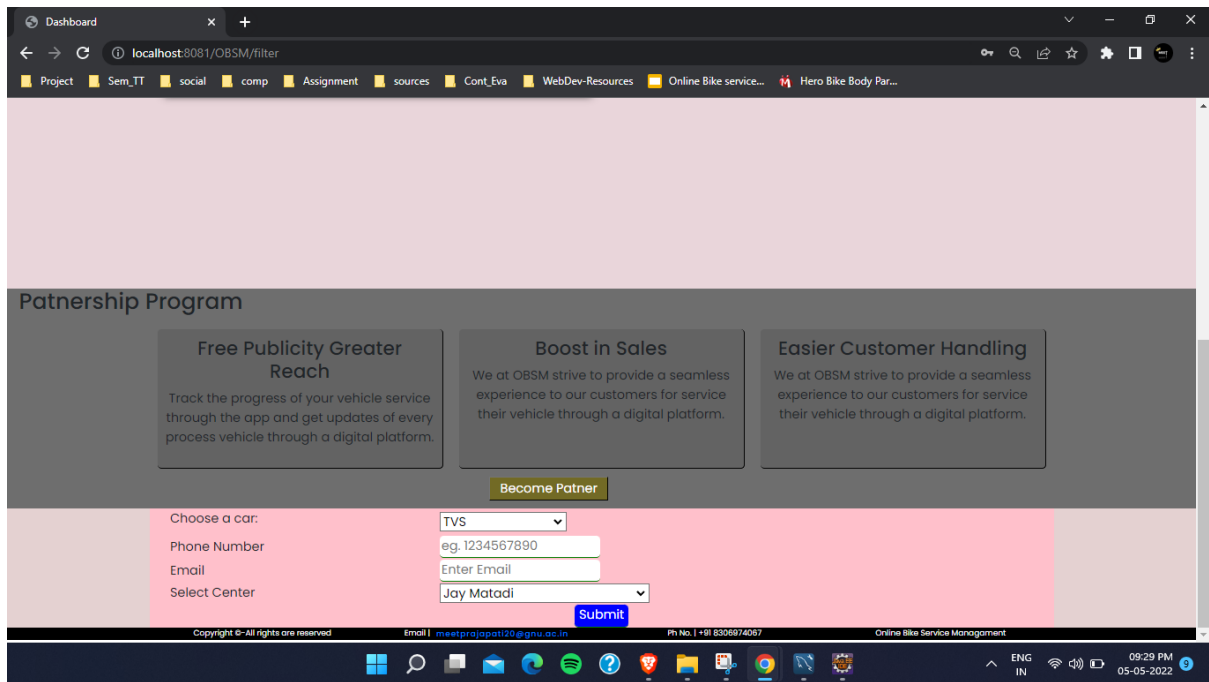 Dashboard
localhost:8081/OBSM/filter
Project Sem_TT social comp Assignment sources Cont_Eva WebDev-Resources Online Bike service... Hero Bike Body Par...
Patnership Program
Free Publicity Greater
Reach
Track the progress of your vehicle service
through the app and get updates of every
process vehicle through a digital platform.
Boost in Sales
We at OBSM strive to provide a seamless
experience to our customers for service
their vehicle through a digital platform.
Easier Customer Handling
We at OBSM strive to provide a seamless
experience to our customers for service
their vehicle through a digital platform.
Become Patner
Choose a car: TVS
Phone Number eg. 1234567890
Email Enter Email
Select Center Jay Matadi
Submit
Copyright ©-All rights are reserved Email | meetprajapati20@gnu.ac.in Ph No. | +91 8306974067 Online Bike Service Managament
ENG
IN
09:29 PM
05-05-2022
9